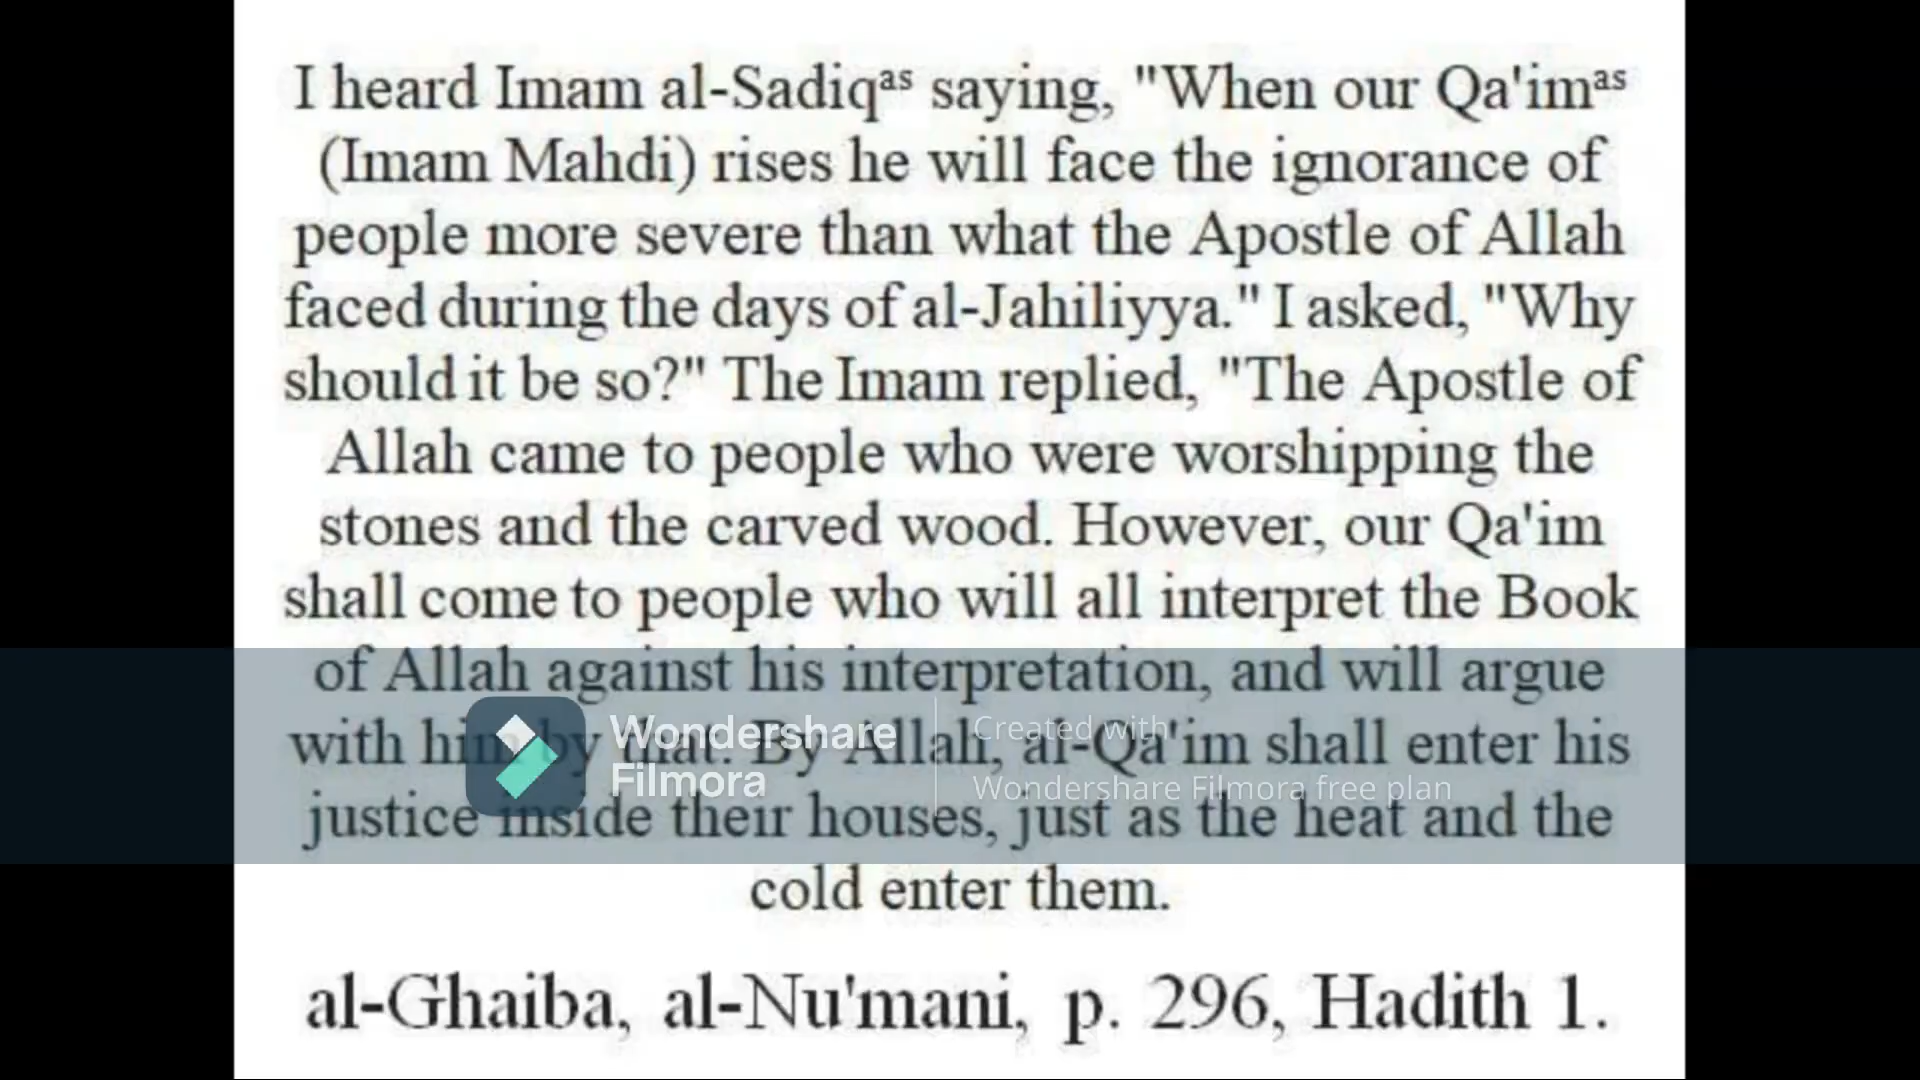 I heard Imam al-Sadiqas saying, "When our Qa'imas
(Imam Mahdi) rises he will face the ignorance of
people more severe than what the Apostle of Allah
faced during the days of al-Jahiliyya." I asked, "Why
should it be so?" The Imam replied, "The Apostle of
Allah came to people who were worshipping the
stones and the carved wood. However, our Qa'im
shall come to people who will all interpret the Book
of Allah against his interpretation, and will argue
with him by that. By Allah, al-Qa'im shall enter his
justice inside their houses, just as the heat and the
cold enter them.
al-Ghaiba, al-Nu'mani, p. 296, Hadith 1.
Wondershare
Filmora
Created with
Wondershare Filmora free plan